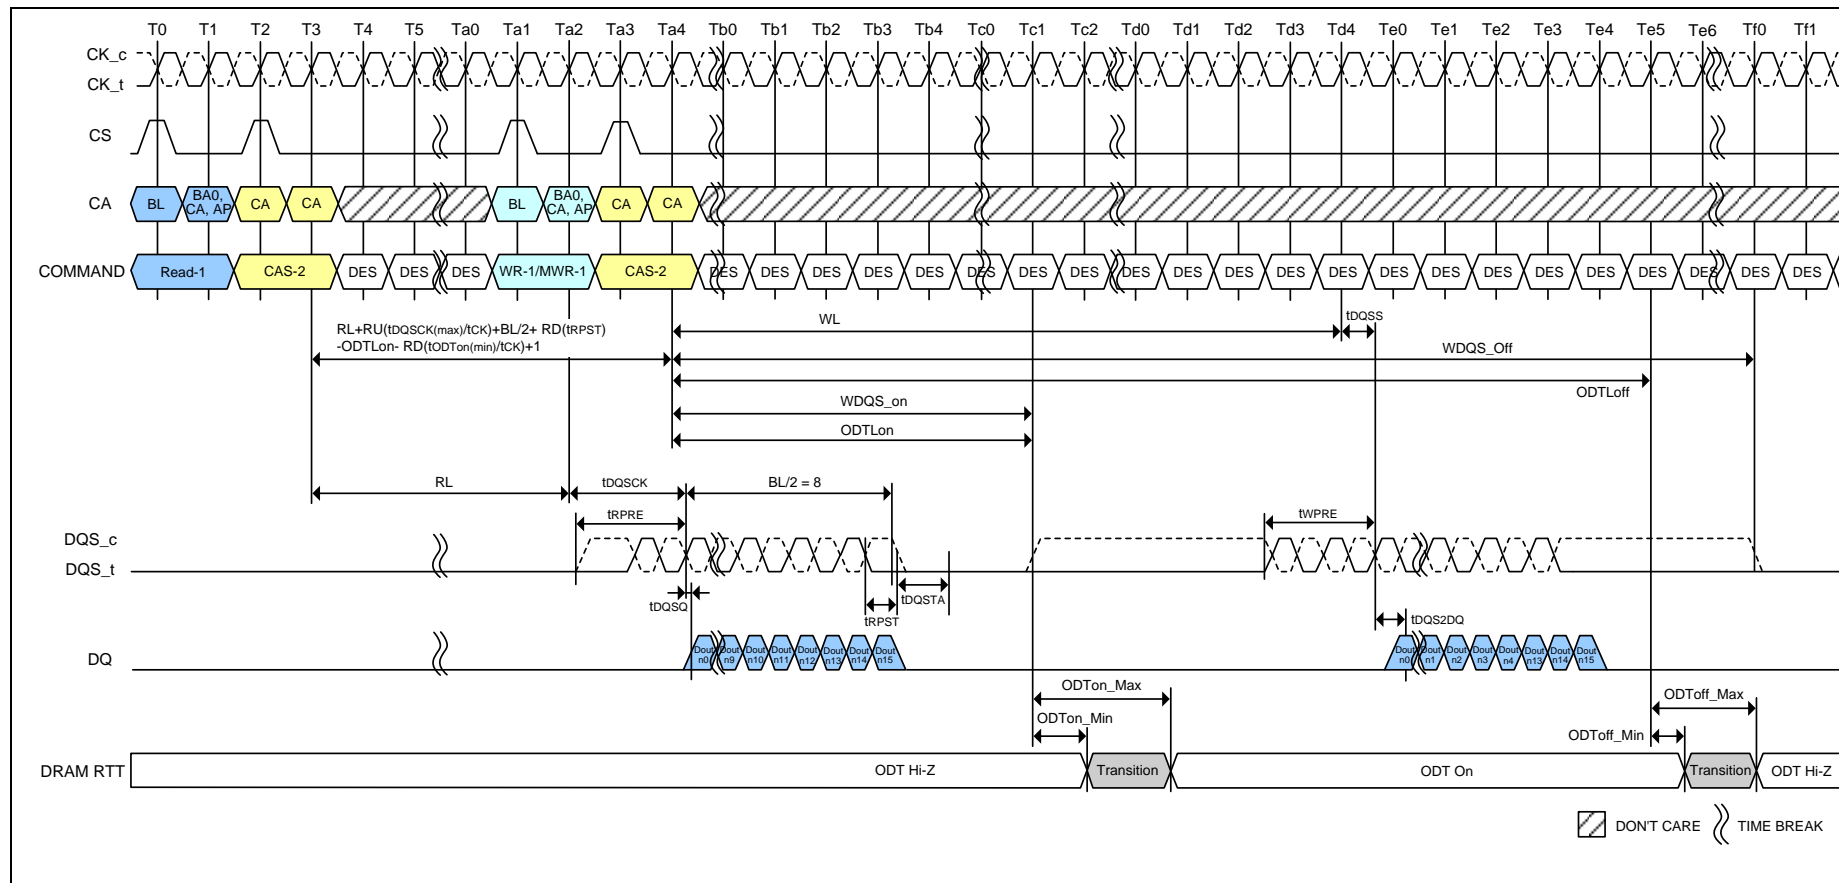 T0 T1 T2 T3 T4 T5 Ta0 Ta1 Ta2 Ta3 Ta4 Tb0 Tb1 Tb2 Tb3 Tb4 Tc0 Tc1 Tc2 Td0 Td1 Td2 Td3 Td4 Te0 Te1 Te2 Te3 Te4 Te5 Te6 Tf0 Tf1
CK_c
CK_t
CS
CA BL BA0, CA, AP CA CA BL BA0, CA, AP CA CA
COMMAND Read-1 CAS-2 DES DES DES WR-1/MWR-1 CAS-2 DES DES DES DES DES DES DES DES DES DES DES DES DES DES DES DES DES DES DES DES DES DES
RL+RU(tDQSCK(max)/tCK)+BL/2+ RD(tRPST)
-ODTLon- RD(tODTon(min)/tCK)+1
WL
tDQSS
WDQS_Off
ODTLoff
WDQS_on
ODTLon
RL tDQSCK BL/2 = 8
tRPRE tWPRE
DQS_c
DQS_t
tDQSQ tRPST tDQSTA tDQS2DQ
DQ Dout n0 Dout n9 Dout n10 Dout n11 Dout n12 Dout n13 Dout n14 Dout n15 Dout n0 Dout n1 Dout n2 Dout n3 Dout n4 Dout n13 Dout n14 Dout n15
ODTon_Max ODToff_Max
ODTon_Min ODToff_Min
DRAM RTT ODT Hi-Z Transition ODT On Transition ODT Hi-Z
DON'T CARE TIME BREAK